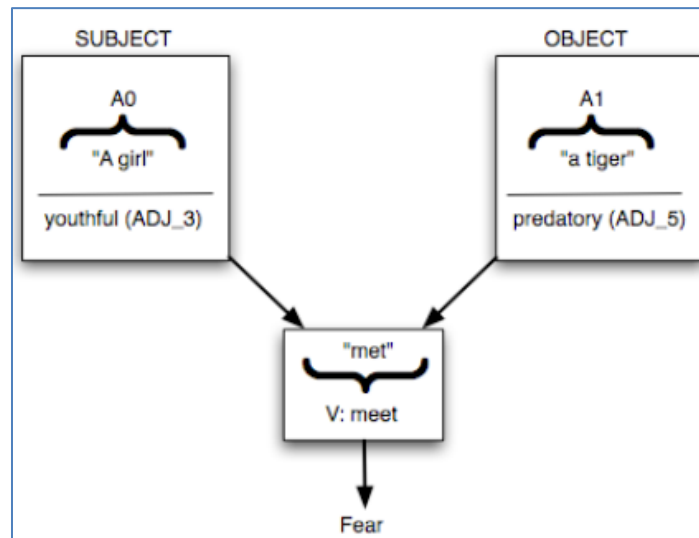 SUBJECT
OBJECT
A0
"A girl"
youthful (ADJ_3)
A1
"a tiger"
predatory (ADJ_5)
"met"
V: meet
Fear